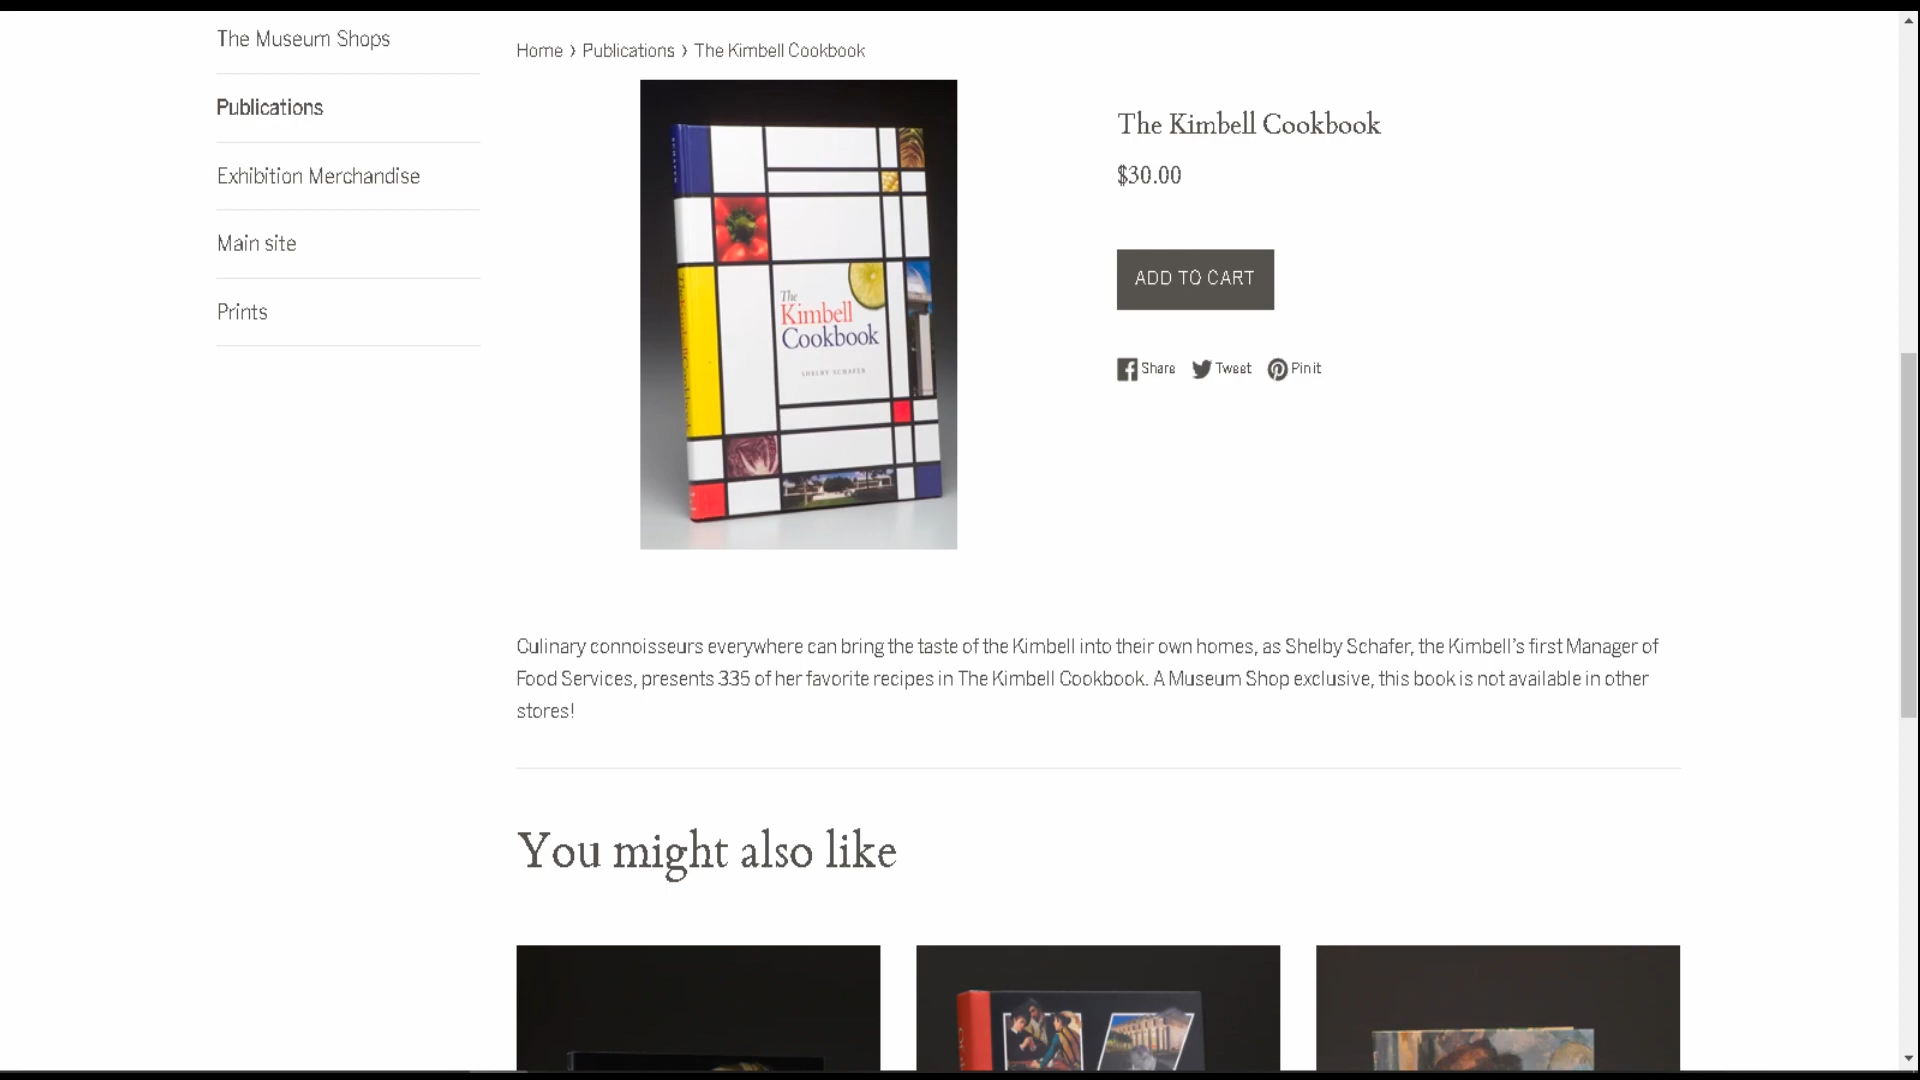 The Museum Shops
Publications
Exhibition Merchandise
Main site
Prints
Home › Publications › The Kimbell Cookbook
The
Kimbell
Cookbook
SHELBY SCHAFER
The Kimbell Cookbook
$30.00
ADD TO CART
Share Tweet Pin it
Culinary connoisseurs everywhere can bring the taste of the Kimbell into their own homes, as Shelby Schafer, the Kimbell's first Manager of
Food Services, presents 335 of her favorite recipes in The Kimbell Cookbook. A Museum Shop exclusive, this book is not available in other
stores!
You might also like